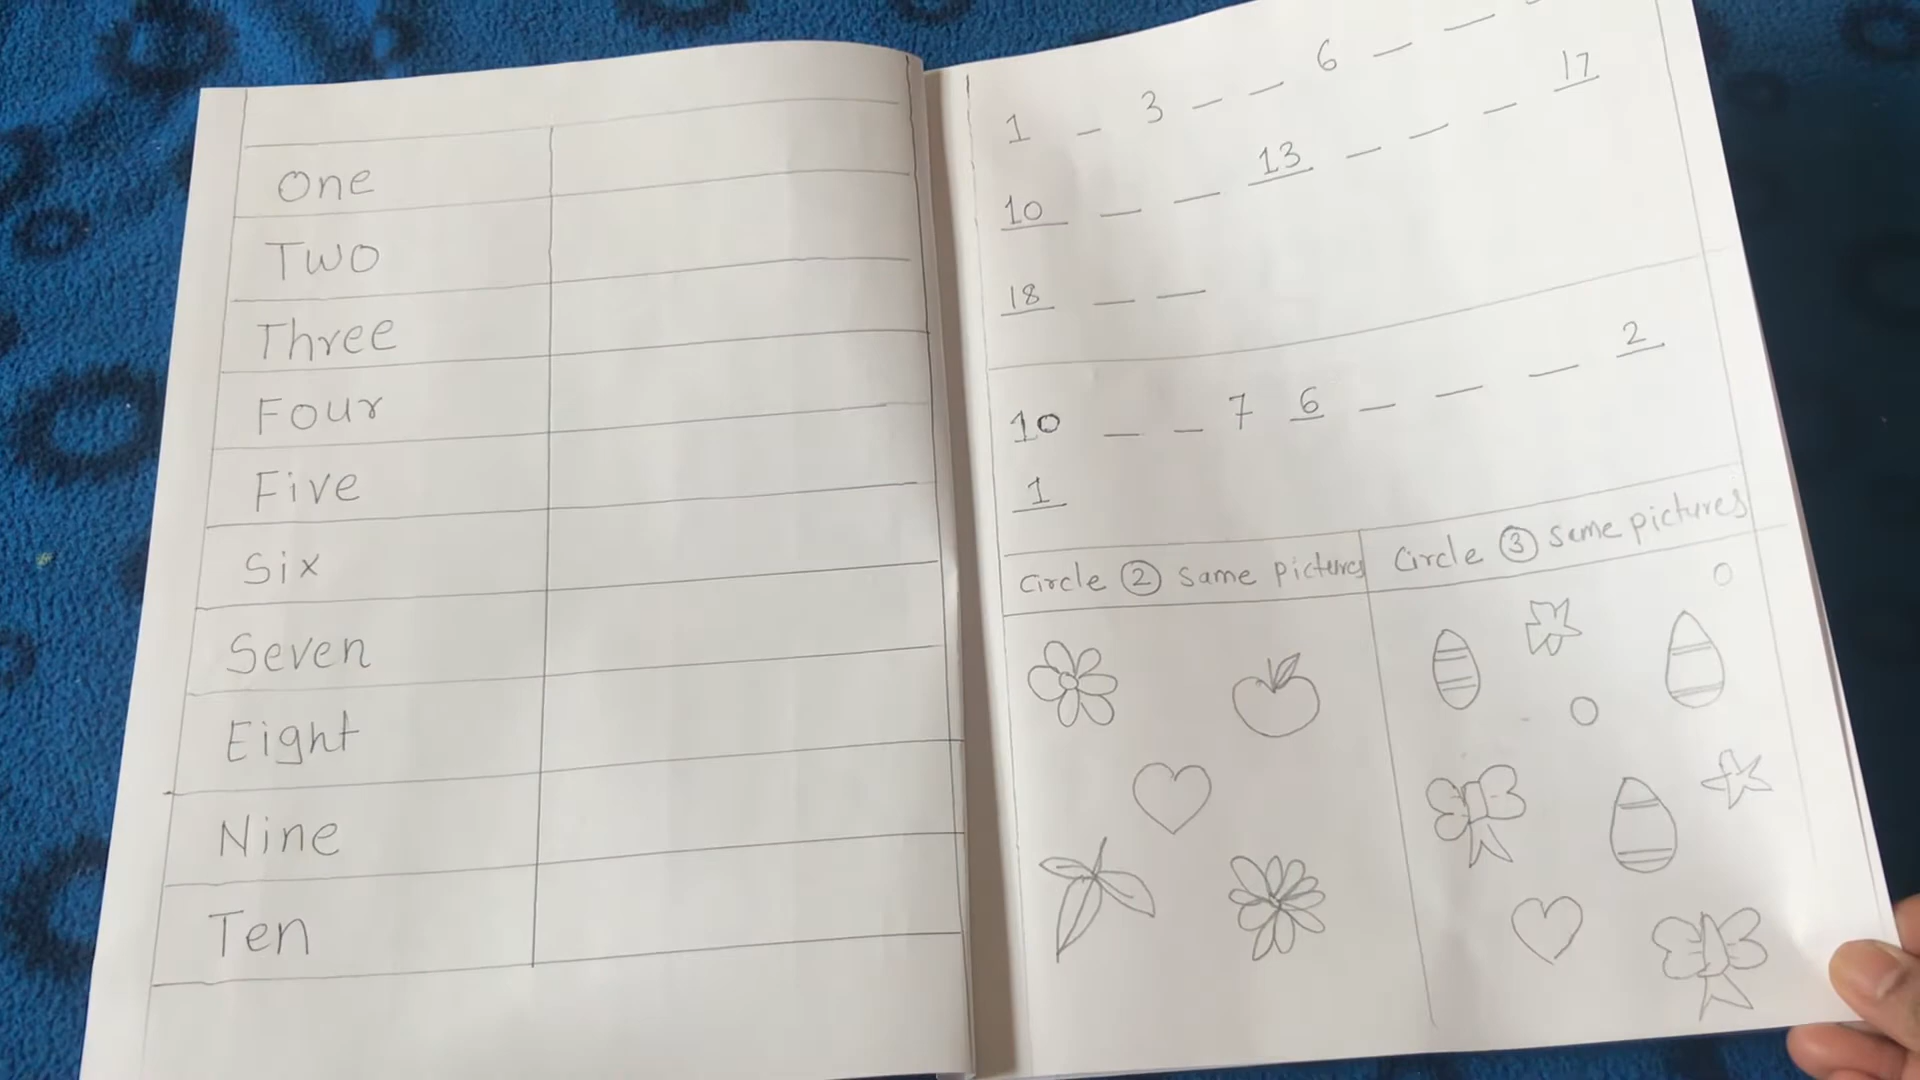 One
Two
Three
Four
Five
Six
Seven
Eight
Nine
Ten
1 _ 3 _ _ 6 _ _ _
10 _ _ 13 _ _ _ 17
18 _ _
10 _ _ 7 6 _ _ _ 2
1
Circle 2 same pictures
Circle 3 same pictures